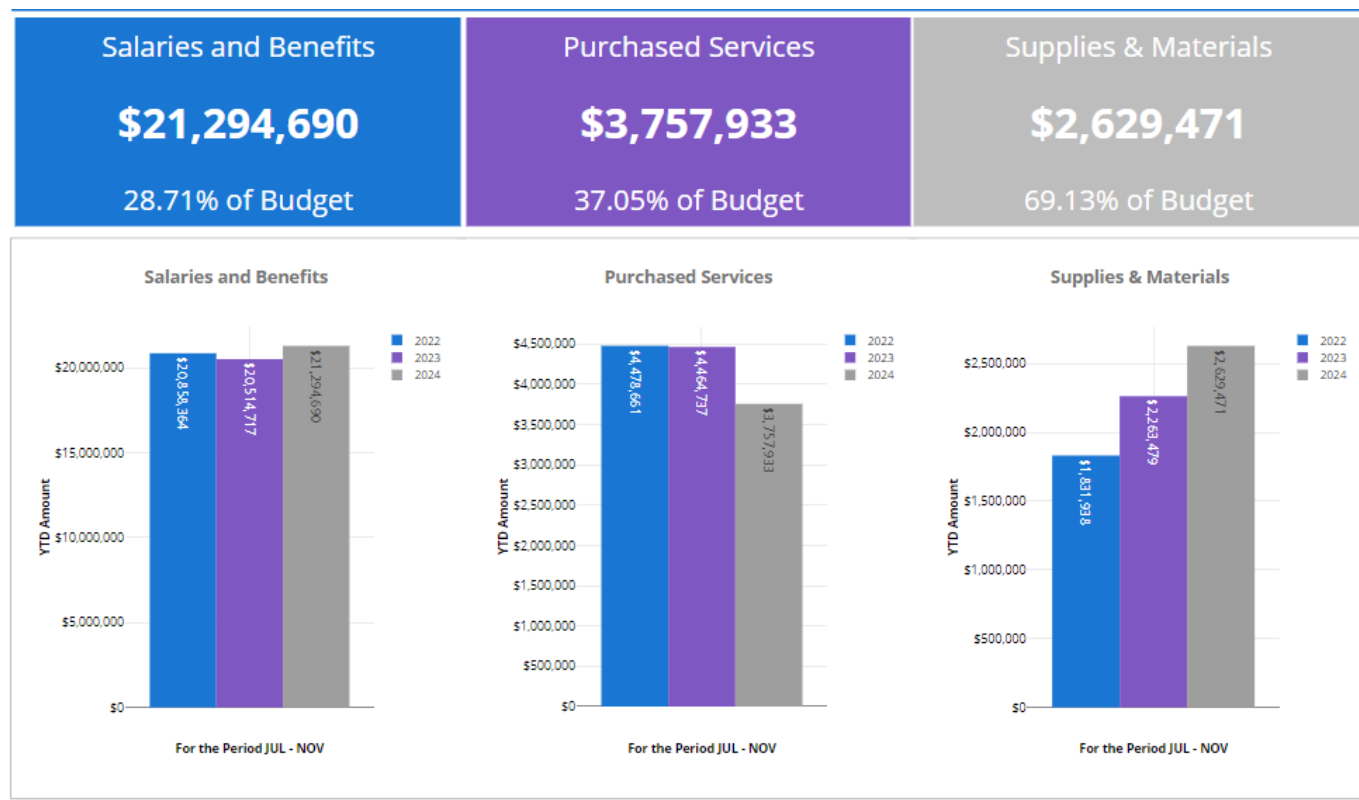 Salaries and Benefits
$21,294,690
28.71% of Budget
Purchased Services
$3,757,933
37.05% of Budget
Supplies & Materials
$2,629,471
69.13% of Budget
Salaries and Benefits
YTD Amount
$20,000,000
$15,000,000
$10,000,000
$5,000,000
$0
$20,858,364
$20,514,717
$21,294,690
2022
2023
2024
For the Period JUL - NOV
Purchased Services
YTD Amount
$4,500,000
$4,000,000
$3,500,000
$3,000,000
$2,500,000
$2,000,000
$1,500,000
$1,000,000
$500,000
$0
$4,478,661
$4,464,737
$3,757,933
2022
2023
2024
For the Period JUL - NOV
Supplies & Materials
YTD Amount
$2,500,000
$2,000,000
$1,500,000
$1,000,000
$500,000
$0
$1,831,938
$2,263,479
$2,629,471
2022
2023
2024
For the Period JUL - NOV